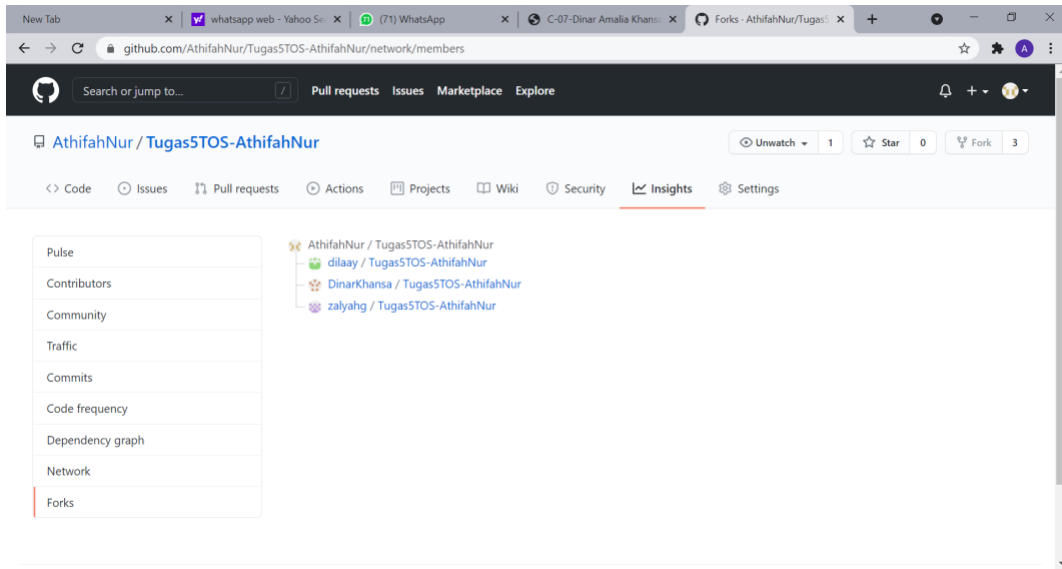 New Tab whatsapp web - Yahoo Se (71) WhatsApp C-07-Dinar Amalia Khansa Forks · AthifahNur/Tugas5
github.com/AthifahNur/Tugas5TOS-AthifahNur/network/members A
Search or jump to... / Pull requests Issues Marketplace Explore
AthifahNur / Tugas5TOS-AthifahNur Unwatch 1 Star 0 Fork 3
<> Code Issues Pull requests Actions Projects Wiki Security Insights Settings
Pulse
Contributors
Community
Traffic
Commits
Code frequency
Dependency graph
Network
Forks
AthifahNur / Tugas5TOS-AthifahNur
dilaay / Tugas5TOS-AthifahNur
DinarKhansa / Tugas5TOS-AthifahNur
zalyahg / Tugas5TOS-AthifahNur